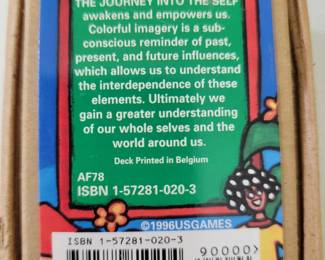 THE JOURNEY INTO THE SELF
awakens and empowers us.
Colorful imagery is a sub-
conscious reminder of past,
present, and future influences,
which allows us to understand
the interdependence of these
elements. Ultimately we
gain a greater understanding
of our whole selves and the
world around us.
Deck Printed in Belgium
AF78
ISBN 1-57281-020-3
©1996USGAMES
ISBN 1-57281-020-3
90000>